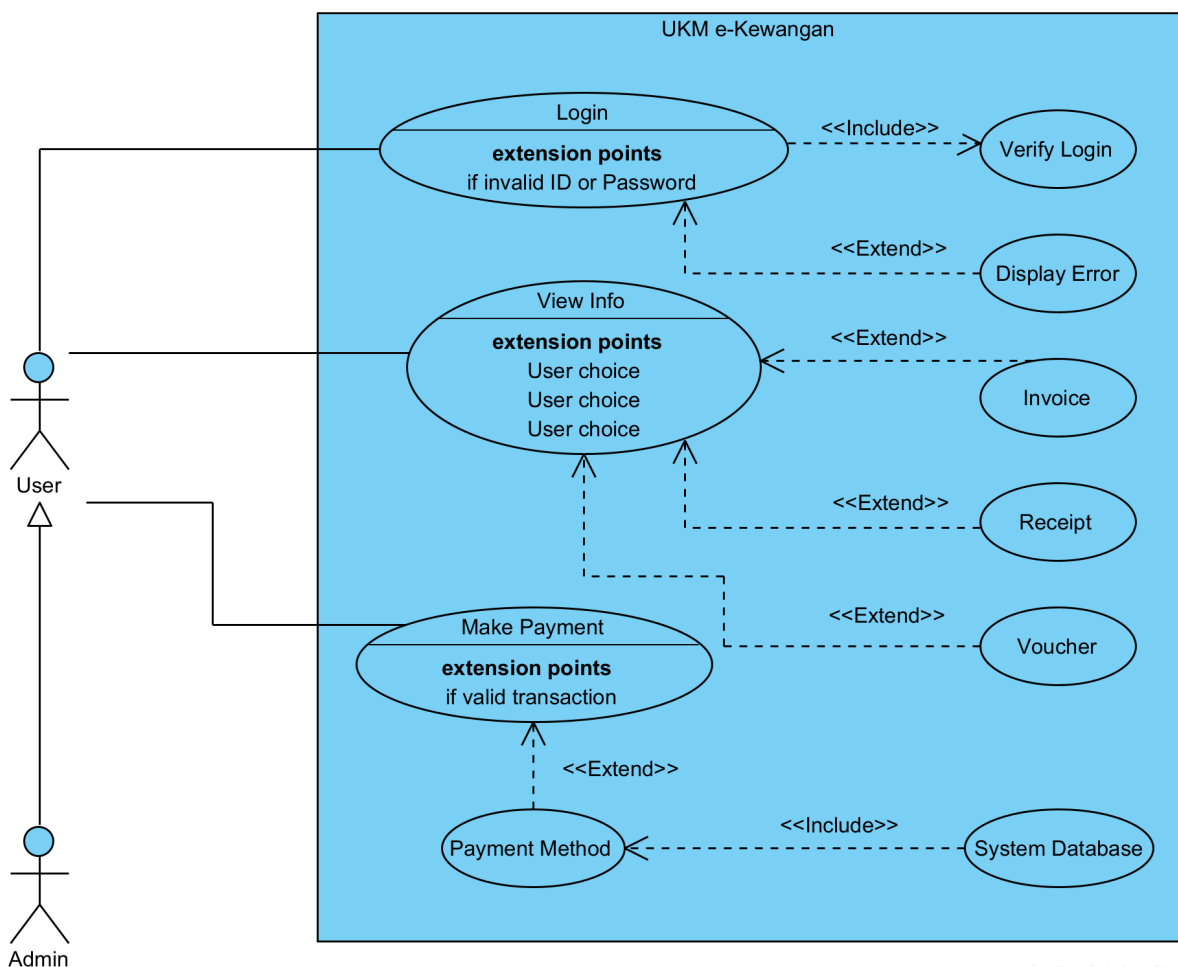 UKM e-Kewangan
Login
extension points
if invalid ID or Password
<<Include>>
Verify Login
<<Extend>>
Display Error
View Info
extension points
User choice
User choice
User choice
<<Extend>>
Invoice
User
<<Extend>>
Receipt
<<Extend>>
Voucher
Make Payment
extension points
if valid transaction
<<Extend>>
Payment Method
<<Include>>
System Database
Admin